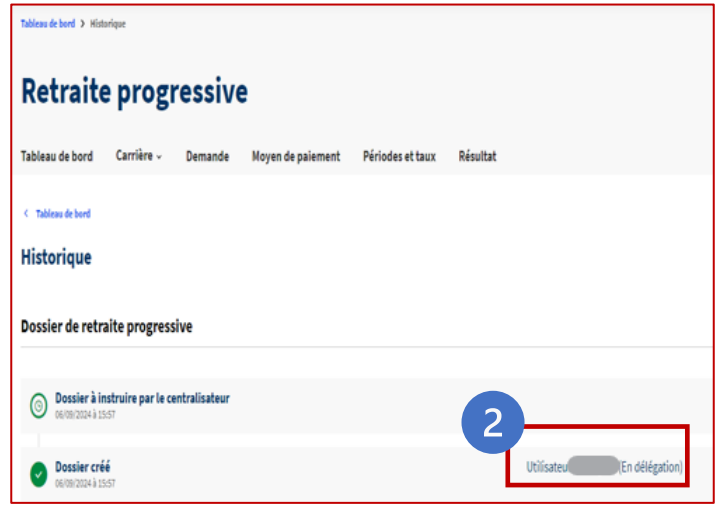 Tableau de bord > Historique
Retraite progressive
Tableau de bord Carrière Demande Moyen de paiement Périodes et taux Résultat
< Tableau de bord
Historique
Dossier de retraite progressive
Dossier à instruire par le centralisateur
06/09/2024 à 15:57
2
Dossier créé
Utilisateu (En délégation)
06/09/2024 à 15:57